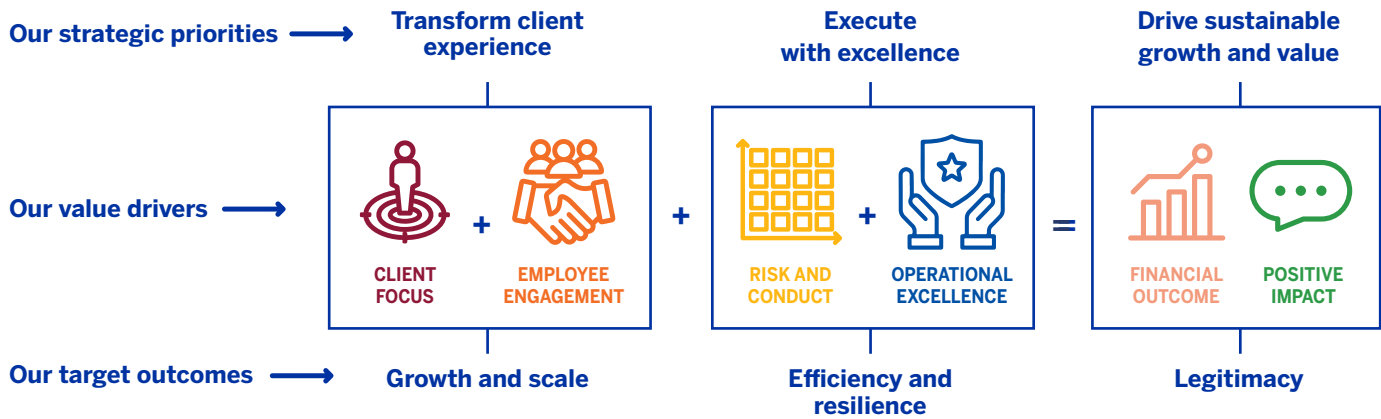 Our strategic priorities
Transform client
experience
Execute
with excellence
Drive sustainable
growth and value
Our value drivers
+
+
+
=
CLIENT
FOCUS
EMPLOYEE
ENGAGEMENT
RISK AND
CONDUCT
OPERATIONAL
EXCELLENCE
FINANCIAL
OUTCOME
POSITIVE
IMPACT
Our target outcomes
Growth and scale
Efficiency and
resilience
Legitimacy